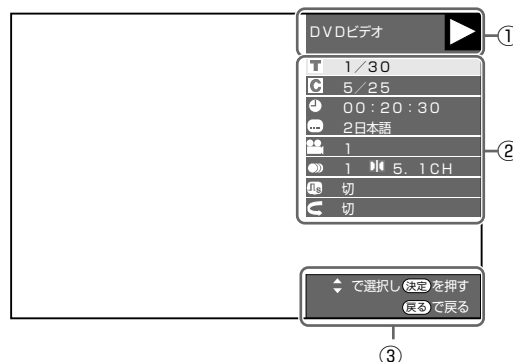 DVDビデオ
①
T 1/30
C 5/25
00:20:30
2日本語
1
②
1 5. 1CH
切
切
で選択し 決定 を押す
戻る で戻る
③